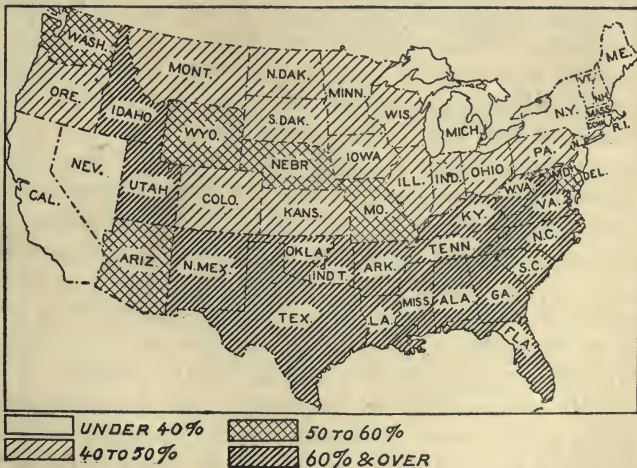 WASH.
ME.
MONT.
N.DAK.
MINN.
VT.
N.H.
ORE.
IDAHO
WIS.
N.Y.
MASS.
S.DAK.
MICH.
CONN.
R.I.
WYO.
NEV.
IOWA
PA.
NEBR.
N.J.
CAL.
UTAH
COLO.
ILL.
IND.
OHIO
W.VA.
MD.
DEL.
KANS.
MO.
KY.
VA.
ARIZ.
N.MEX.
OKLA.
IND T.
ARK.
TENN.
N.C.
S.C.
TEX.
LA.
MISS.
ALA.
GA.
FLA.
UNDER 40%
50 TO 60%
40 TO 50%
60% & OVER